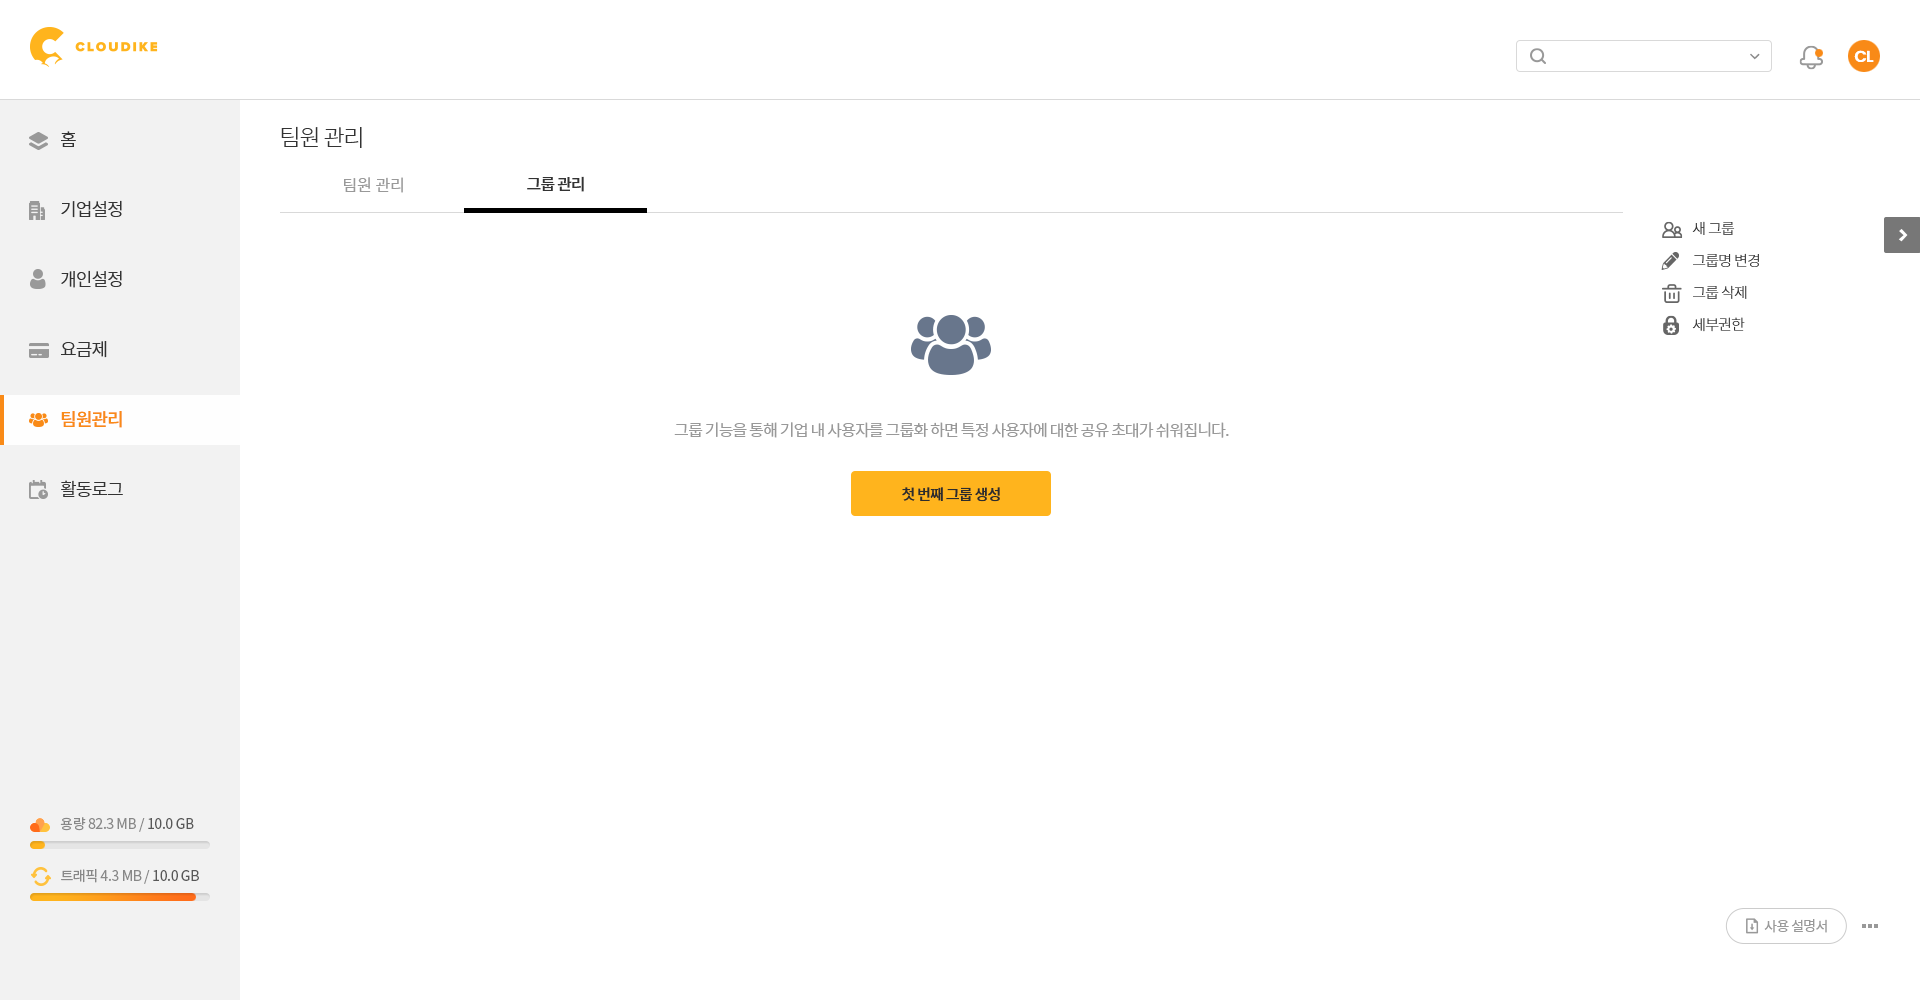 CLOUDIKE
CL
홈
기업설정
개인설정
요금제
팀원관리
활동로그
용량 82.3 MB / 10.0 GB
트래픽 4.3 MB / 10.0 GB
팀원 관리
팀원 관리
그룹 관리
그룹 기능을 통해 기업 내 사용자를 그룹화 하면 특정 사용자에 대한 공유 초대가 쉬워집니다.
첫 번째 그룹 생성
새 그룹
그룹명 변경
그룹 삭제
세부권한
사용 설명서